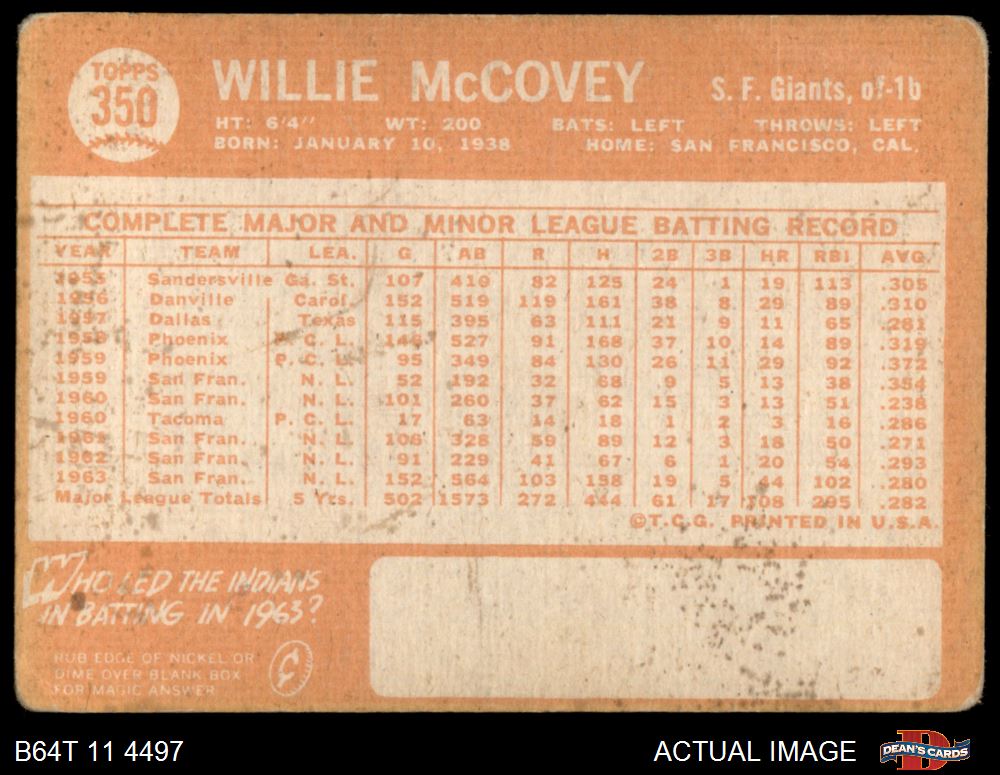 TOPPS
350
WILLIE McCOVEY S. F. Giants, of-1b
HT: 6'4" WT: 200 BATS: LEFT THROWS: LEFT
BORN: JANUARY 10, 1938 HOME: SAN FRANCISCO, CAL.
COMPLETE MAJOR AND MINOR LEAGUE BATTING RECORD
YEAR TEAM LEA. G AB R H 2B 3B HR RBI AVG.
1955 Sandersville Ga. St. 107 410 82 125 24 1 19 113 .305
1956 Danville Carol. 152 519 119 161 38 8 29 89 .310
1957 Dallas Texas 115 395 63 111 21 9 11 65 .281
1958 Phoenix P. C. L. 146 527 91 168 37 10 14 89 .319
1959 Phoenix P. C. L. 95 349 84 130 26 11 29 92 .372
1959 San Fran. N. L. 52 192 32 68 9 5 13 38 .354
1960 San Fran. N. L. 101 260 37 62 15 3 13 51 .238
1960 Tacoma P. C. L. 17 63 14 18 1 2 3 16 .286
1961 San Fran. N. L. 106 328 59 89 12 3 18 50 .271
1962 San Fran. N. L. 91 229 41 67 6 1 20 54 .293
1963 San Fran. N. L. 152 564 103 158 19 5 44 102 .280
Major League Totals 5 Yrs. 502 1573 272 444 61 17 108 295 .282
©T.C.G. PRINTED IN U.S.A.
WHO LED THE INDIANS
IN BATTING IN 1963?
RUB EDGE OF NICKEL OR
DIME OVER BLANK BOX
FOR MAGIC ANSWER
B64T 11 4497 ACTUAL IMAGE DEAN'S CARDS